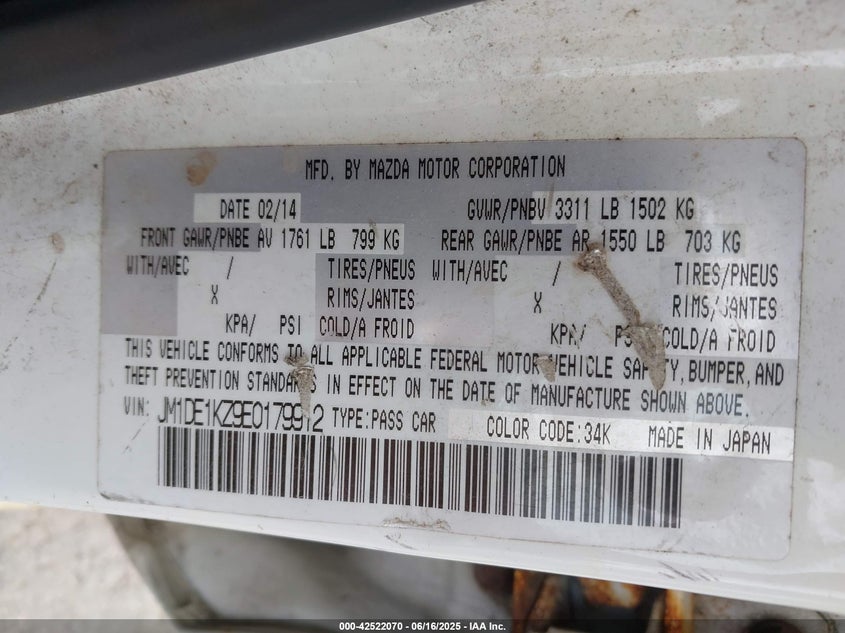 MFD. BY MAZDA MOTOR CORPORATION
DATE 02/14 GVWR/PNBV 3311 LB 1502 KG
FRONT GAWR/PNBE AV 1761 LB 799 KG REAR GAWR/PNBE AR 1550 LB 703 KG
WITH/AVEC / TIRES/PNEUS WITH/AVEC / TIRES/PNEUS
X RIMS/JANTES X RIMS/JANTES
KPA/ PSI COLD/A FROID KPA/ PSI COLD/A FROID
THIS VEHICLE CONFORMS TO ALL APPLICABLE FEDERAL MOTOR VEHICLE SAFETY, BUMPER, AND
THEFT PREVENTION STANDARDS IN EFFECT ON THE DATE OF MANUFACTURE SHOWN ABOVE.
VIN: JM1DE1KZ9E0179912 TYPE:PASS CAR COLOR CODE:34K MADE IN JAPAN
000-42522070 - 06/16/2025 - IAA Inc.